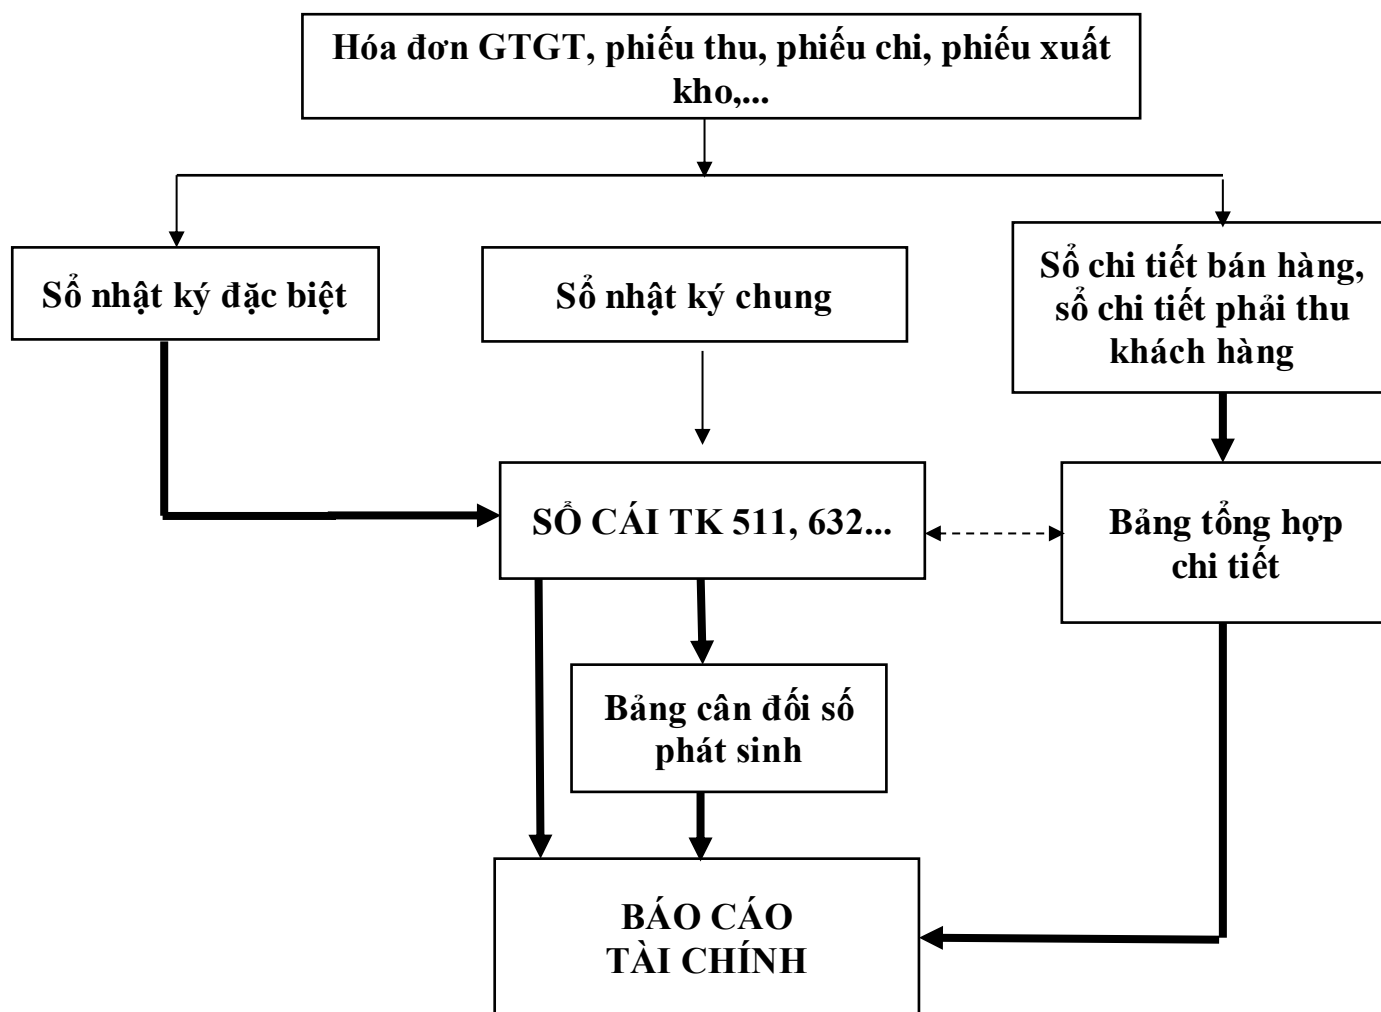 Hóa đơn GTGT, phiếu thu, phiếu chi, phiếu xuất
kho,...
Sổ nhật ký đặc biệt
Sổ nhật ký chung
Sổ chi tiết bán hàng,
sổ chi tiết phải thu
khách hàng
SỔ CÁI TK 511, 632...
Bảng tổng hợp
chi tiết
Bảng cân đối số
phát sinh
BÁO CÁO
TÀI CHÍNH